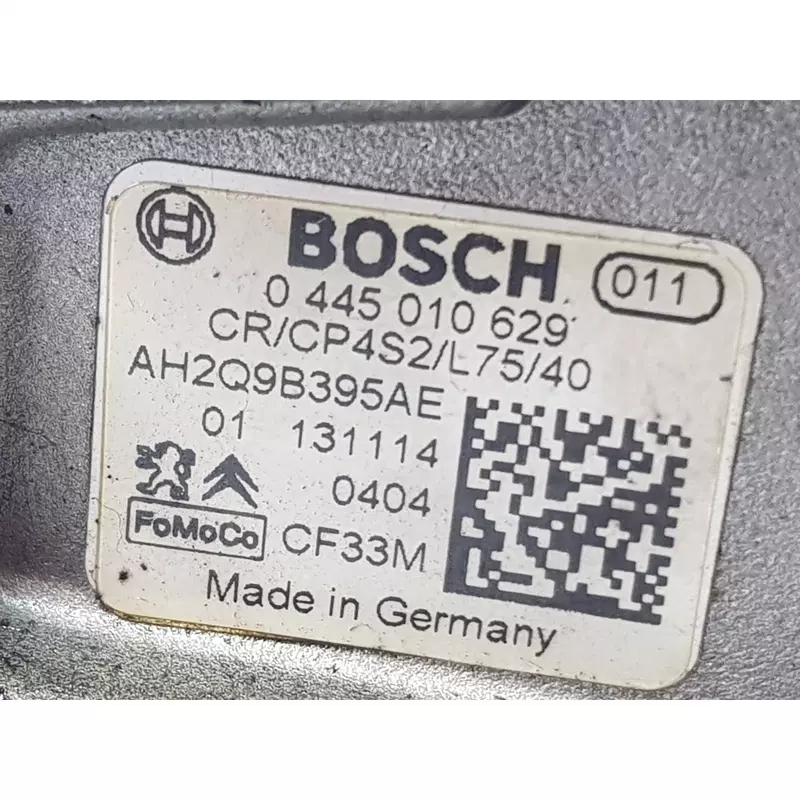 BOSCH 011
0 445 010 629
CR/CP4S2/L75/40
AH2Q9B395AE
01 131114
0404
FoMoCo CF33M
Made in Germany